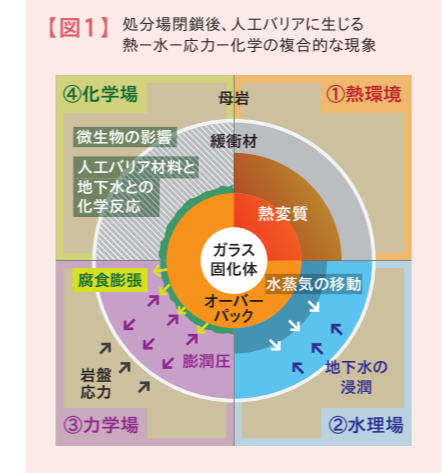 【図1】 処分場閉鎖後、人工バリアに生じる
熱ー水ー応力ー化学の複合的な現象
④化学場
母岩
①熱環境
微生物の影響
緩衝材
人工バリア材料と
地下水との
化学反応
熱変質
ガラス
固化体
腐食膨張
水蒸気の移動
オーバー
パック
膨潤圧
岩盤
応力
地下水の
浸潤
③力学場
②水理場